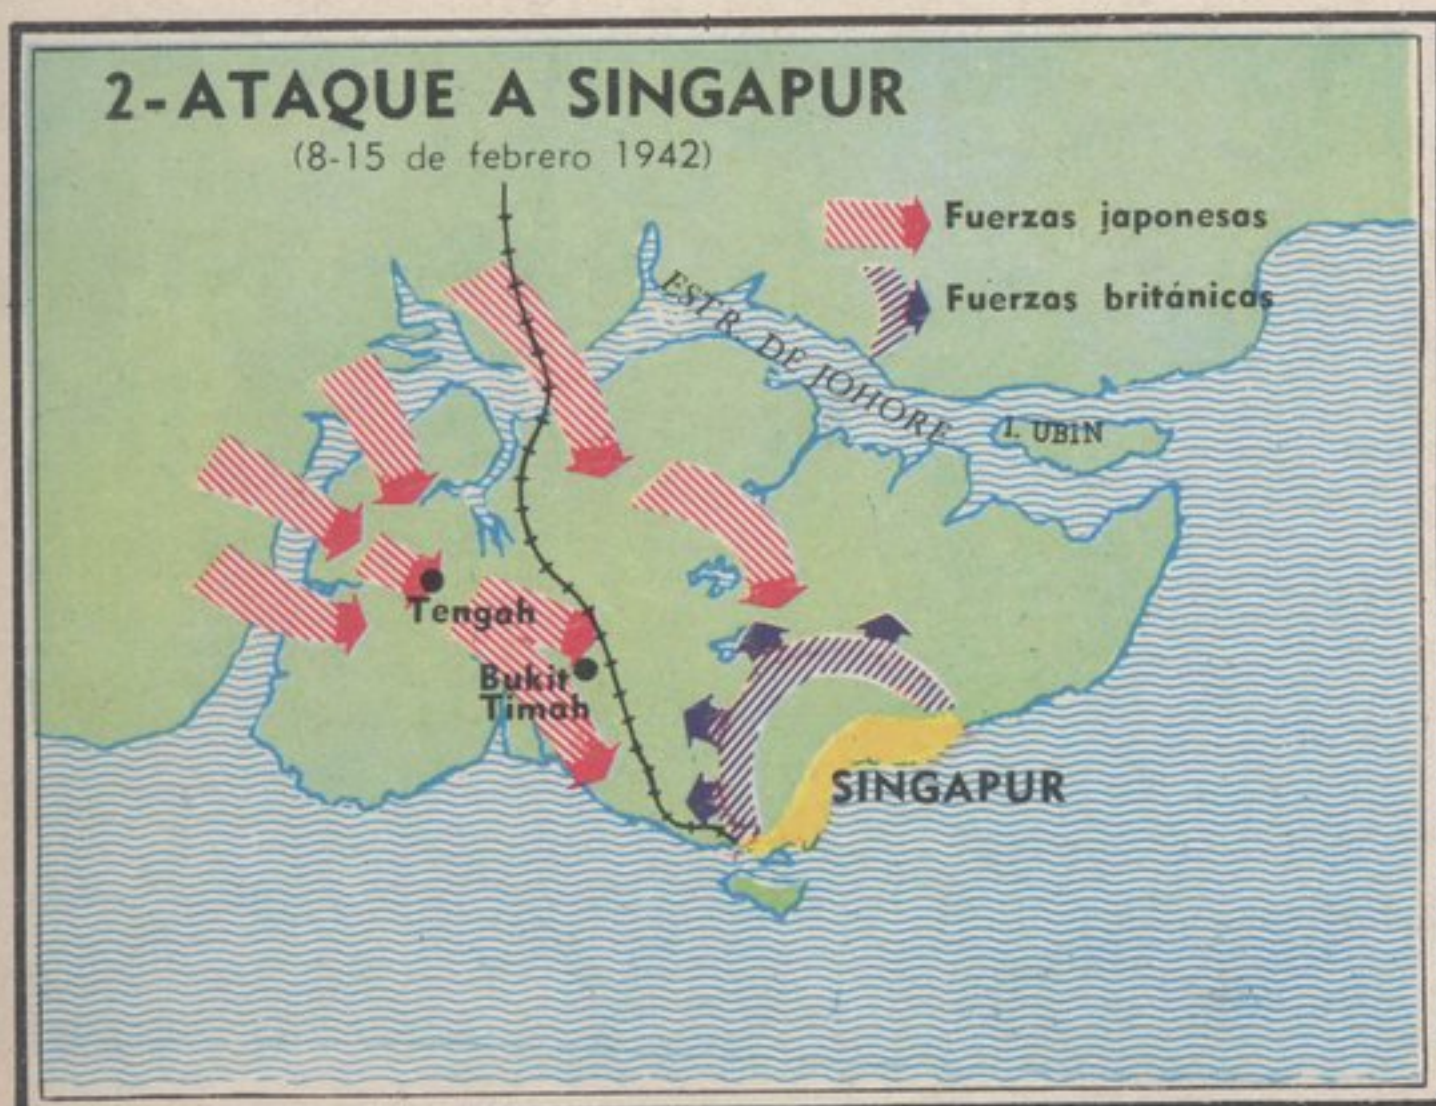 2-ATAQUE A SINGAPUR
(8-15 de febrero 1942)
Fuerzas japonesas
Fuerzas británicas
ESTR. DE JOHORE
I. UBIN
Tengah
Bukit
Timah
SINGAPUR